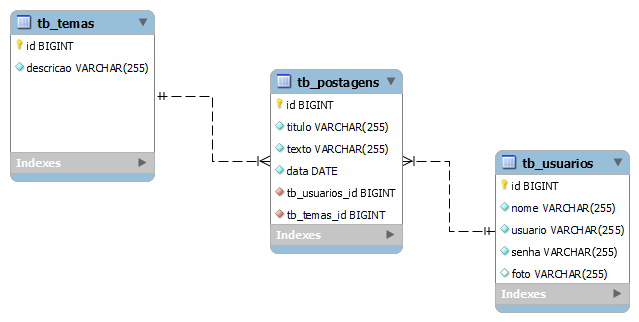 tb_temas
id BIGINT
descricao VARCHAR(255)
Indexes
tb_postagens
id BIGINT
titulo VARCHAR(255)
texto VARCHAR(255)
data DATE
tb_usuarios_id BIGINT
tb_temas_id BIGINT
Indexes
tb_usuarios
id BIGINT
nome VARCHAR(255)
usuario VARCHAR(255)
senha VARCHAR(255)
foto VARCHAR(255)
Indexes